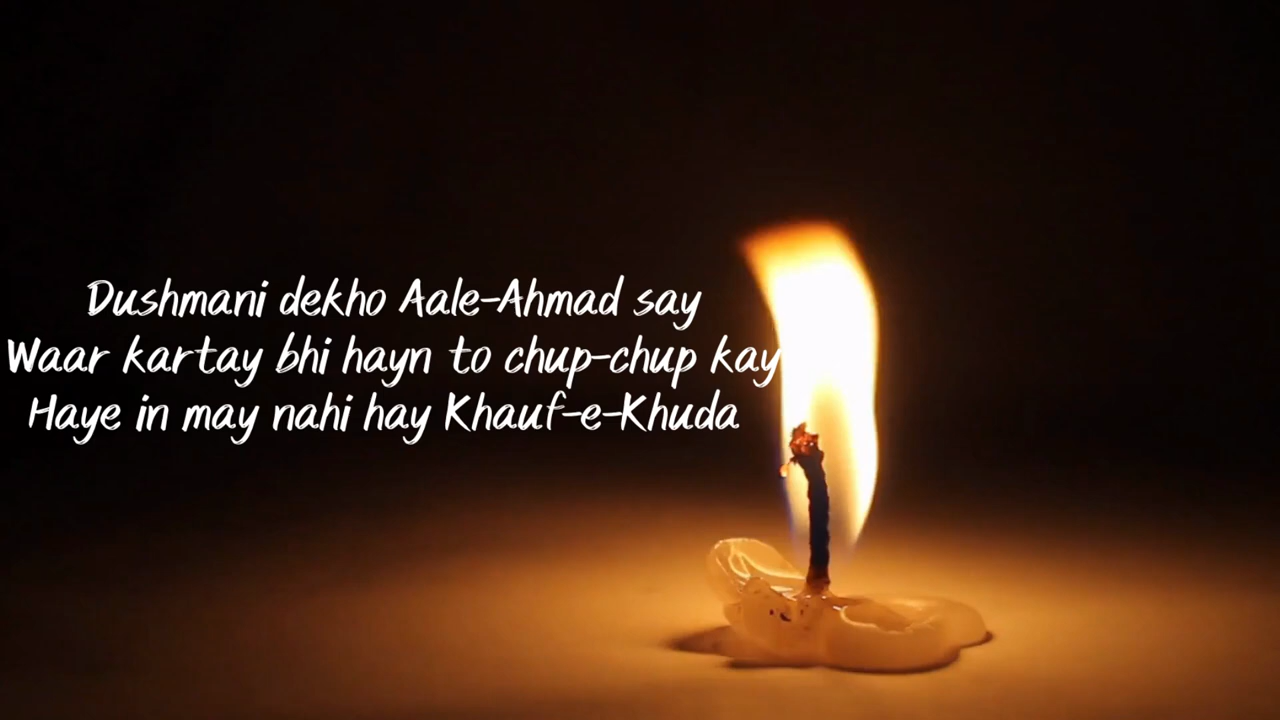 Dushmani dekho Aale-Ahmad say
Waar kartay bhi hayn to chup-chup kay
Haye in may nahi hay Khauf-e-Khuda